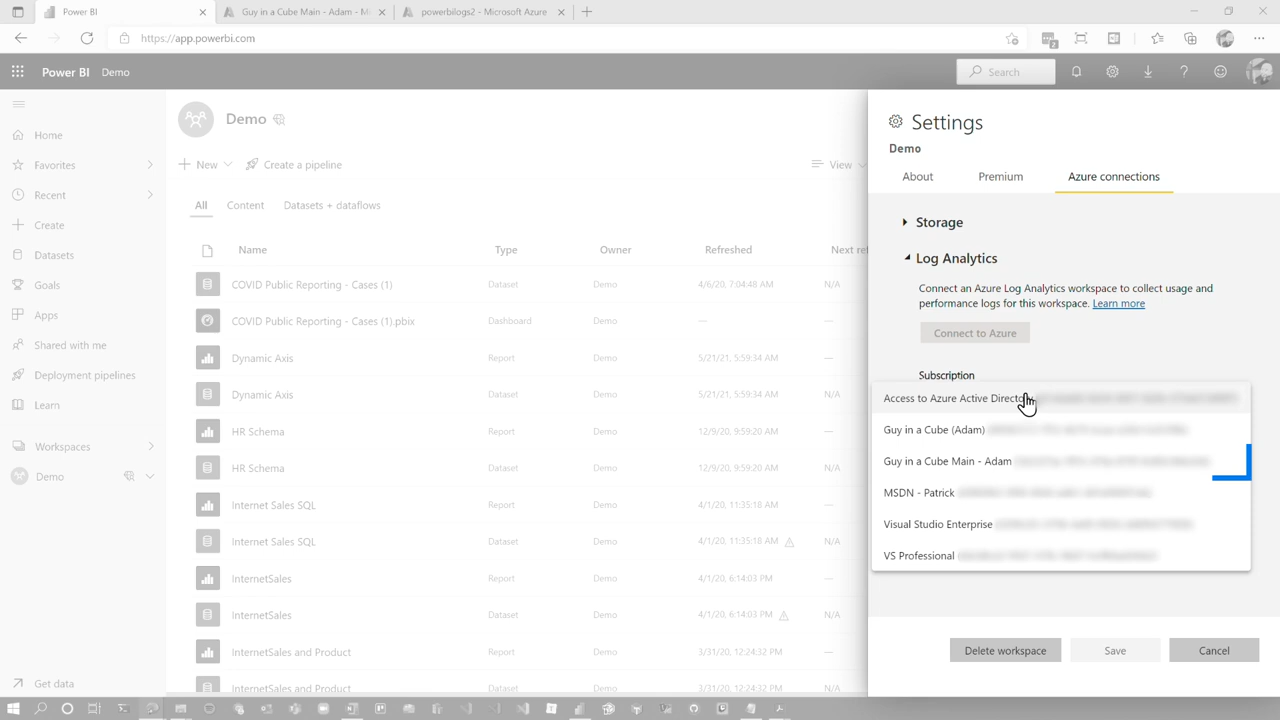 Power BI
Guy in a Cube Main - Adam - Mi
powerbilogs2 - Microsoft Azure
https://app.powerbi.com
2
Power BI Demo
Search
Home
Favorites
Recent
Create
Datasets
Goals
Apps
Shared with me
Deployment pipelines
Learn
Workspaces
Demo
Get data
Demo
New
Create a pipeline
View
All Content Datasets + dataflows
Name Type Owner Refreshed Next ref
COVID Public Reporting - Cases (1) Dataset Demo 4/6/20, 7:04:48 AM N/A
COVID Public Reporting - Cases (1).pbix Dashboard Demo — —
Dynamic Axis Report Demo 5/21/21, 5:59:34 AM —
Dynamic Axis Dataset Demo 5/21/21, 5:59:34 AM N/A
HR Schema Report Demo 12/9/20, 9:59:20 AM —
HR Schema Dataset Demo 12/9/20, 9:59:20 AM N/A
Internet Sales SQL Report Demo 4/1/20, 11:35:18 AM —
Internet Sales SQL Dataset Demo 4/1/20, 11:35:18 AM N/A
InternetSales Report Demo 4/1/20, 6:14:03 PM —
InternetSales Dataset Demo 4/1/20, 6:14:03 PM N/A
InternetSales and Product Report Demo 3/31/20, 12:24:32 PM —
InternetSales and Product Dataset Demo 3/31/20, 12:24:32 PM N/A
Settings
Demo
About Premium Azure connections
Storage
Log Analytics
Connect an Azure Log Analytics workspace to collect usage and
performance logs for this workspace. Learn more
Connect to Azure
Subscription
Access to Azure Active Directory
Guy in a Cube (Adam)
Guy in a Cube Main - Adam
MSDN - Patrick
Visual Studio Enterprise
VS Professional
Delete workspace Save Cancel